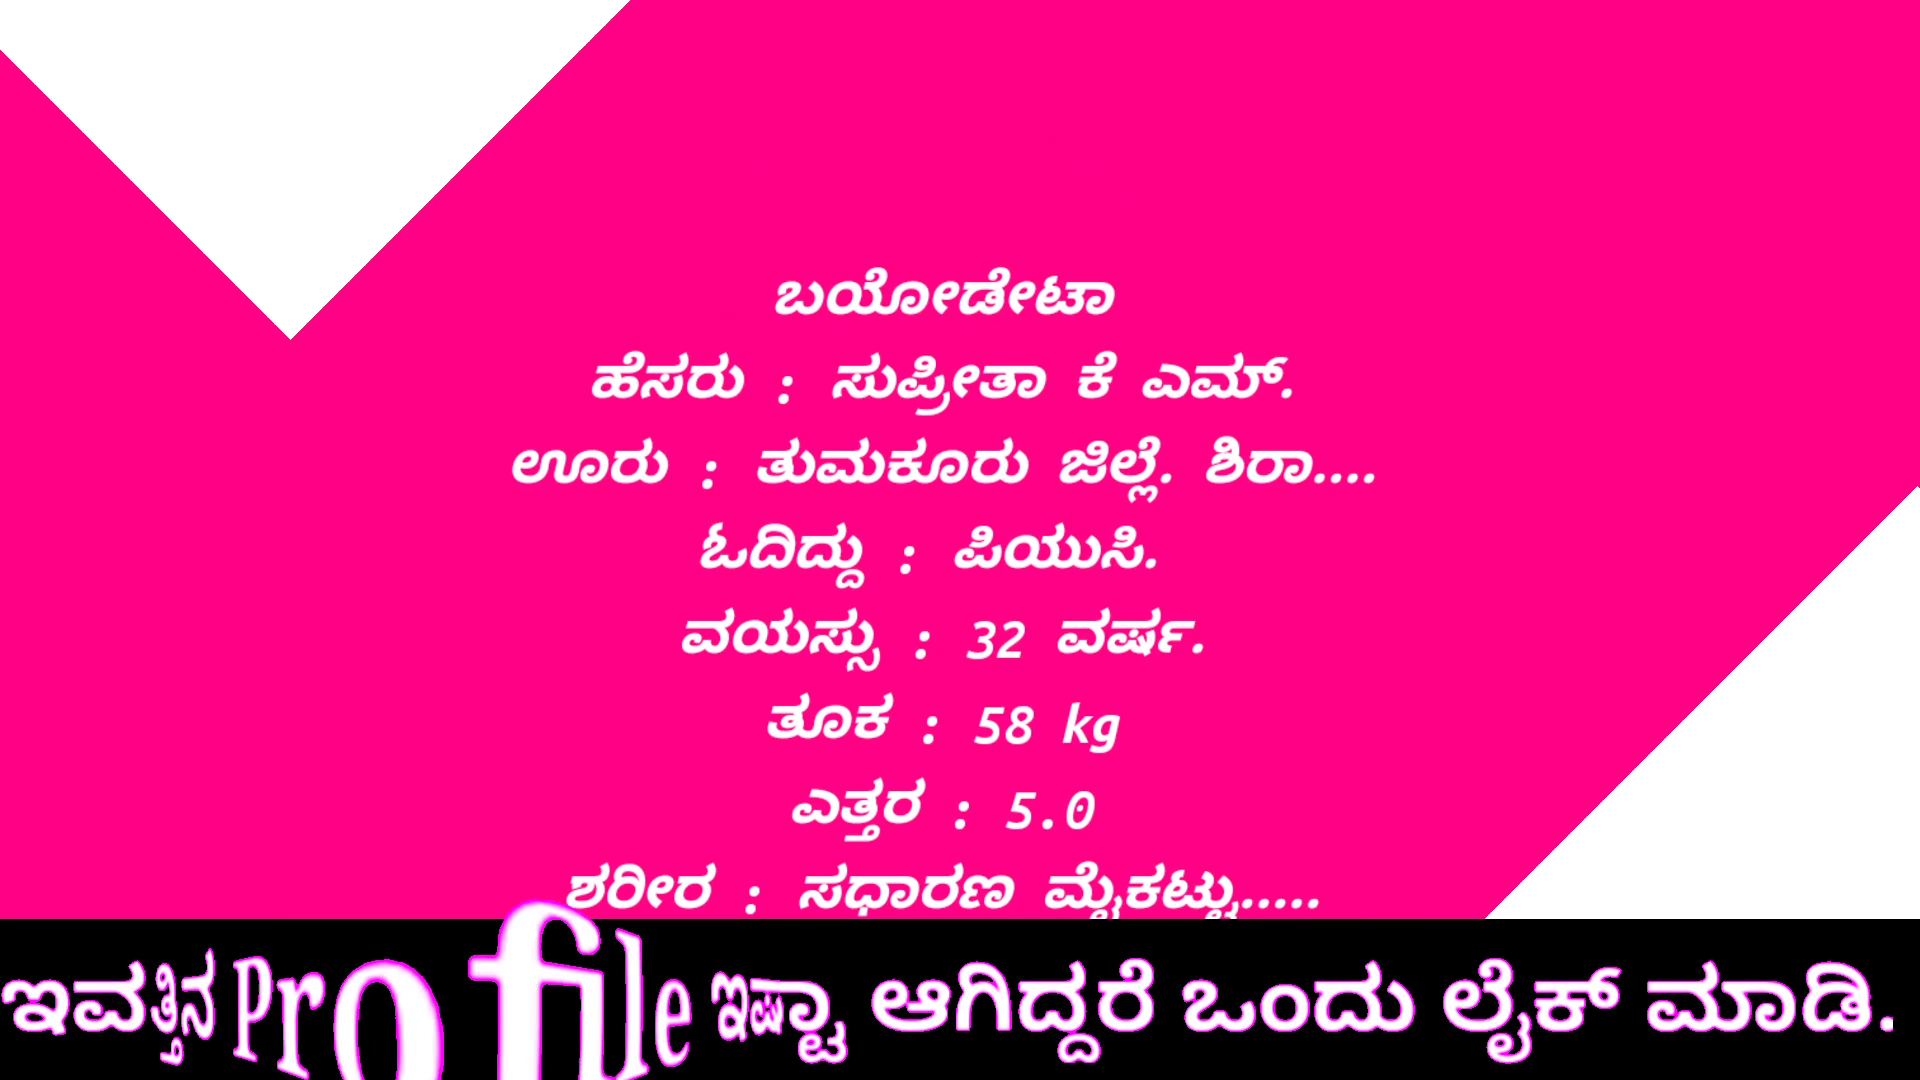 ಬಯೋಡೇಟಾ
ಹೆಸರು : ಸುಪ್ರೀತಾ ಕೆ ಎಮ್.
ಊರು : ತುಮಕೂರು ಜಿಲ್ಲೆ. ಶಿರಾ....
ಓದಿದ್ದು : ಪಿಯುಸಿ.
ವಯಸ್ಸು : 32 ವರ್ಷ.
ತೂಕ : 58 kg
ಎತ್ತರ : 5.0
ಶರೀರ : ಸಧಾರಣ ಮೈಕಟ್ಟು.....
ಇವತ್ತಿನ Profile ಇಷ್ಟಾ ಆಗಿದ್ದರೆ ಒಂದು ಲೈಕ್ ಮಾಡಿ.